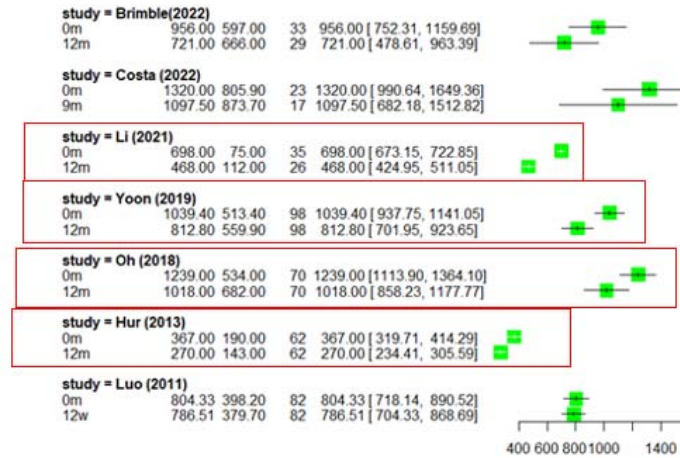 study = Brimble(2022)
0m 956.00 597.00 33 956.00 [752.31, 1159.69]
12m 721.00 666.00 29 721.00 [478.61, 963.39]
study = Costa (2022)
0m 1320.00 805.90 23 1320.00 [990.64, 1649.36]
9m 1097.50 873.70 17 1097.50 [682.18, 1512.82]
study = Li (2021)
0m 698.00 75.00 35 698.00 [673.15, 722.85]
12m 468.00 112.00 26 468.00 [424.95, 511.05]
study = Yoon (2019)
0m 1039.40 513.40 98 1039.40 [937.75, 1141.05]
12m 812.80 559.90 98 812.80 [701.95, 923.65]
study = Oh (2018)
0m 1239.00 534.00 70 1239.00 [1113.90, 1364.10]
12m 1018.00 682.00 70 1018.00 [858.23, 1177.77]
study = Hur (2013)
0m 367.00 190.00 62 367.00 [319.71, 414.29]
12m 270.00 143.00 62 270.00 [234.41, 305.59]
study = Luo (2011)
0m 804.33 398.20 82 804.33 [718.14, 890.52]
12w 786.51 379.70 82 786.51 [704.33, 868.69]
400 600 800 1000 1400